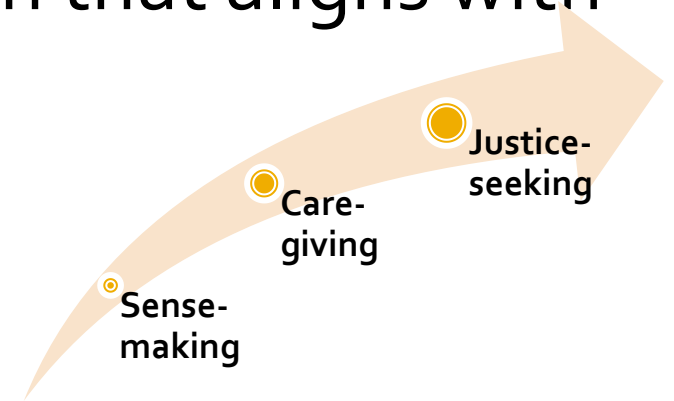 that aligns with
Sense-
making
Care-
giving
Justice-
seeking